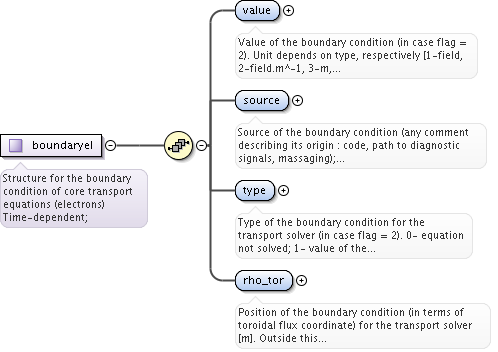 value
Value of the boundary condition (in case flag =
2). Unit depends on type, respectively [1-field,
2-field.m^-1, 3-m,...
source
Source of the boundary condition (any comment
describing its origin : code, path to diagnostic
signals, massaging);...
boundaryel
Structure for the boundary
condition of core transport
equations (electrons)
Time-dependent;
type
Type of the boundary condition for the
transport solver (in case flag = 2). 0- equation
not solved; 1- value of the...
rho_tor
Position of the boundary condition (in terms of
toroidal flux coordinate) for the transport solver
[m]. Outside this...